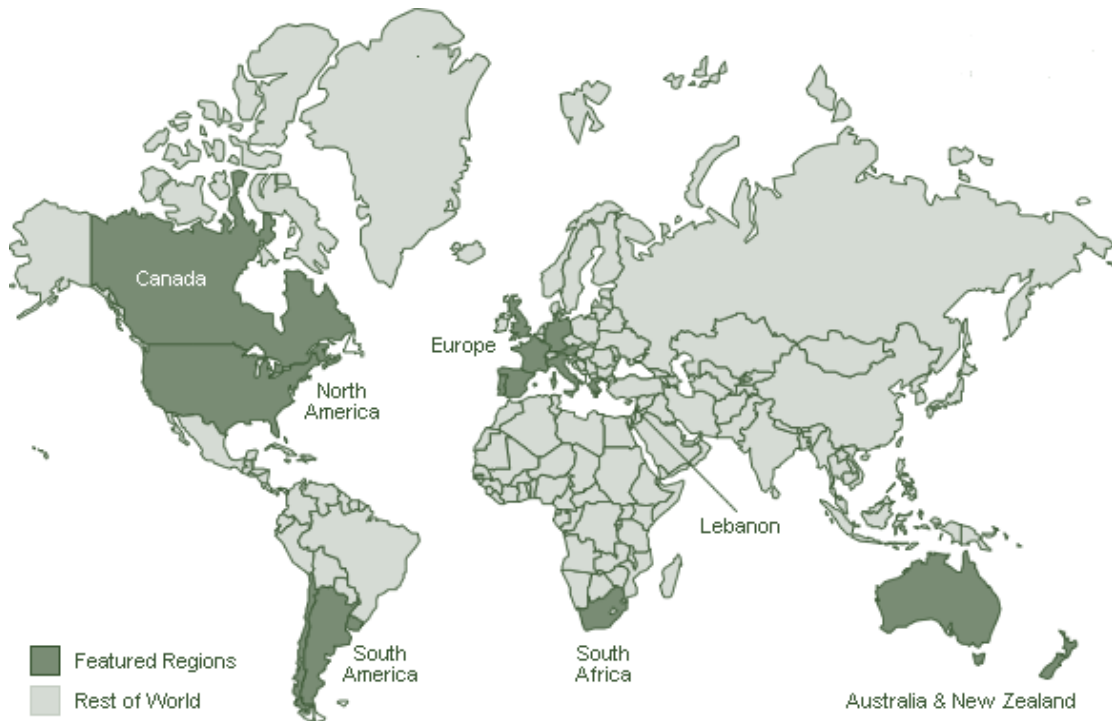 Canada
Europe
North
America
Lebanon
Featured Regions
Rest of World
South
America
South
Africa
Australia & New Zealand